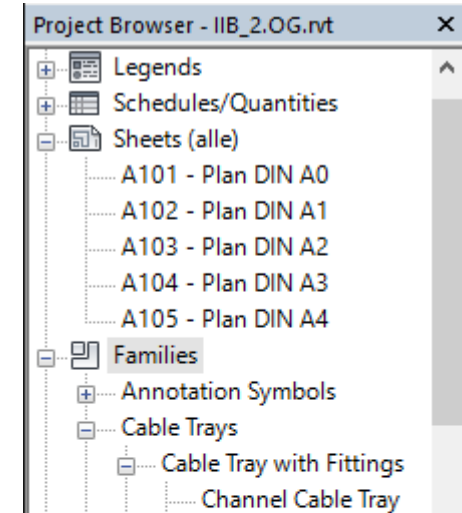 Project Browser - IIB_2.OG.rvt
Legends
Schedules/Quantities
Sheets (alle)
A101 - Plan DIN A0
A102 - Plan DIN A1
A103 - Plan DIN A2
A104 - Plan DIN A3
A105 - Plan DIN A4
Families
Annotation Symbols
Cable Trays
Cable Tray with Fittings
Channel Cable Tray